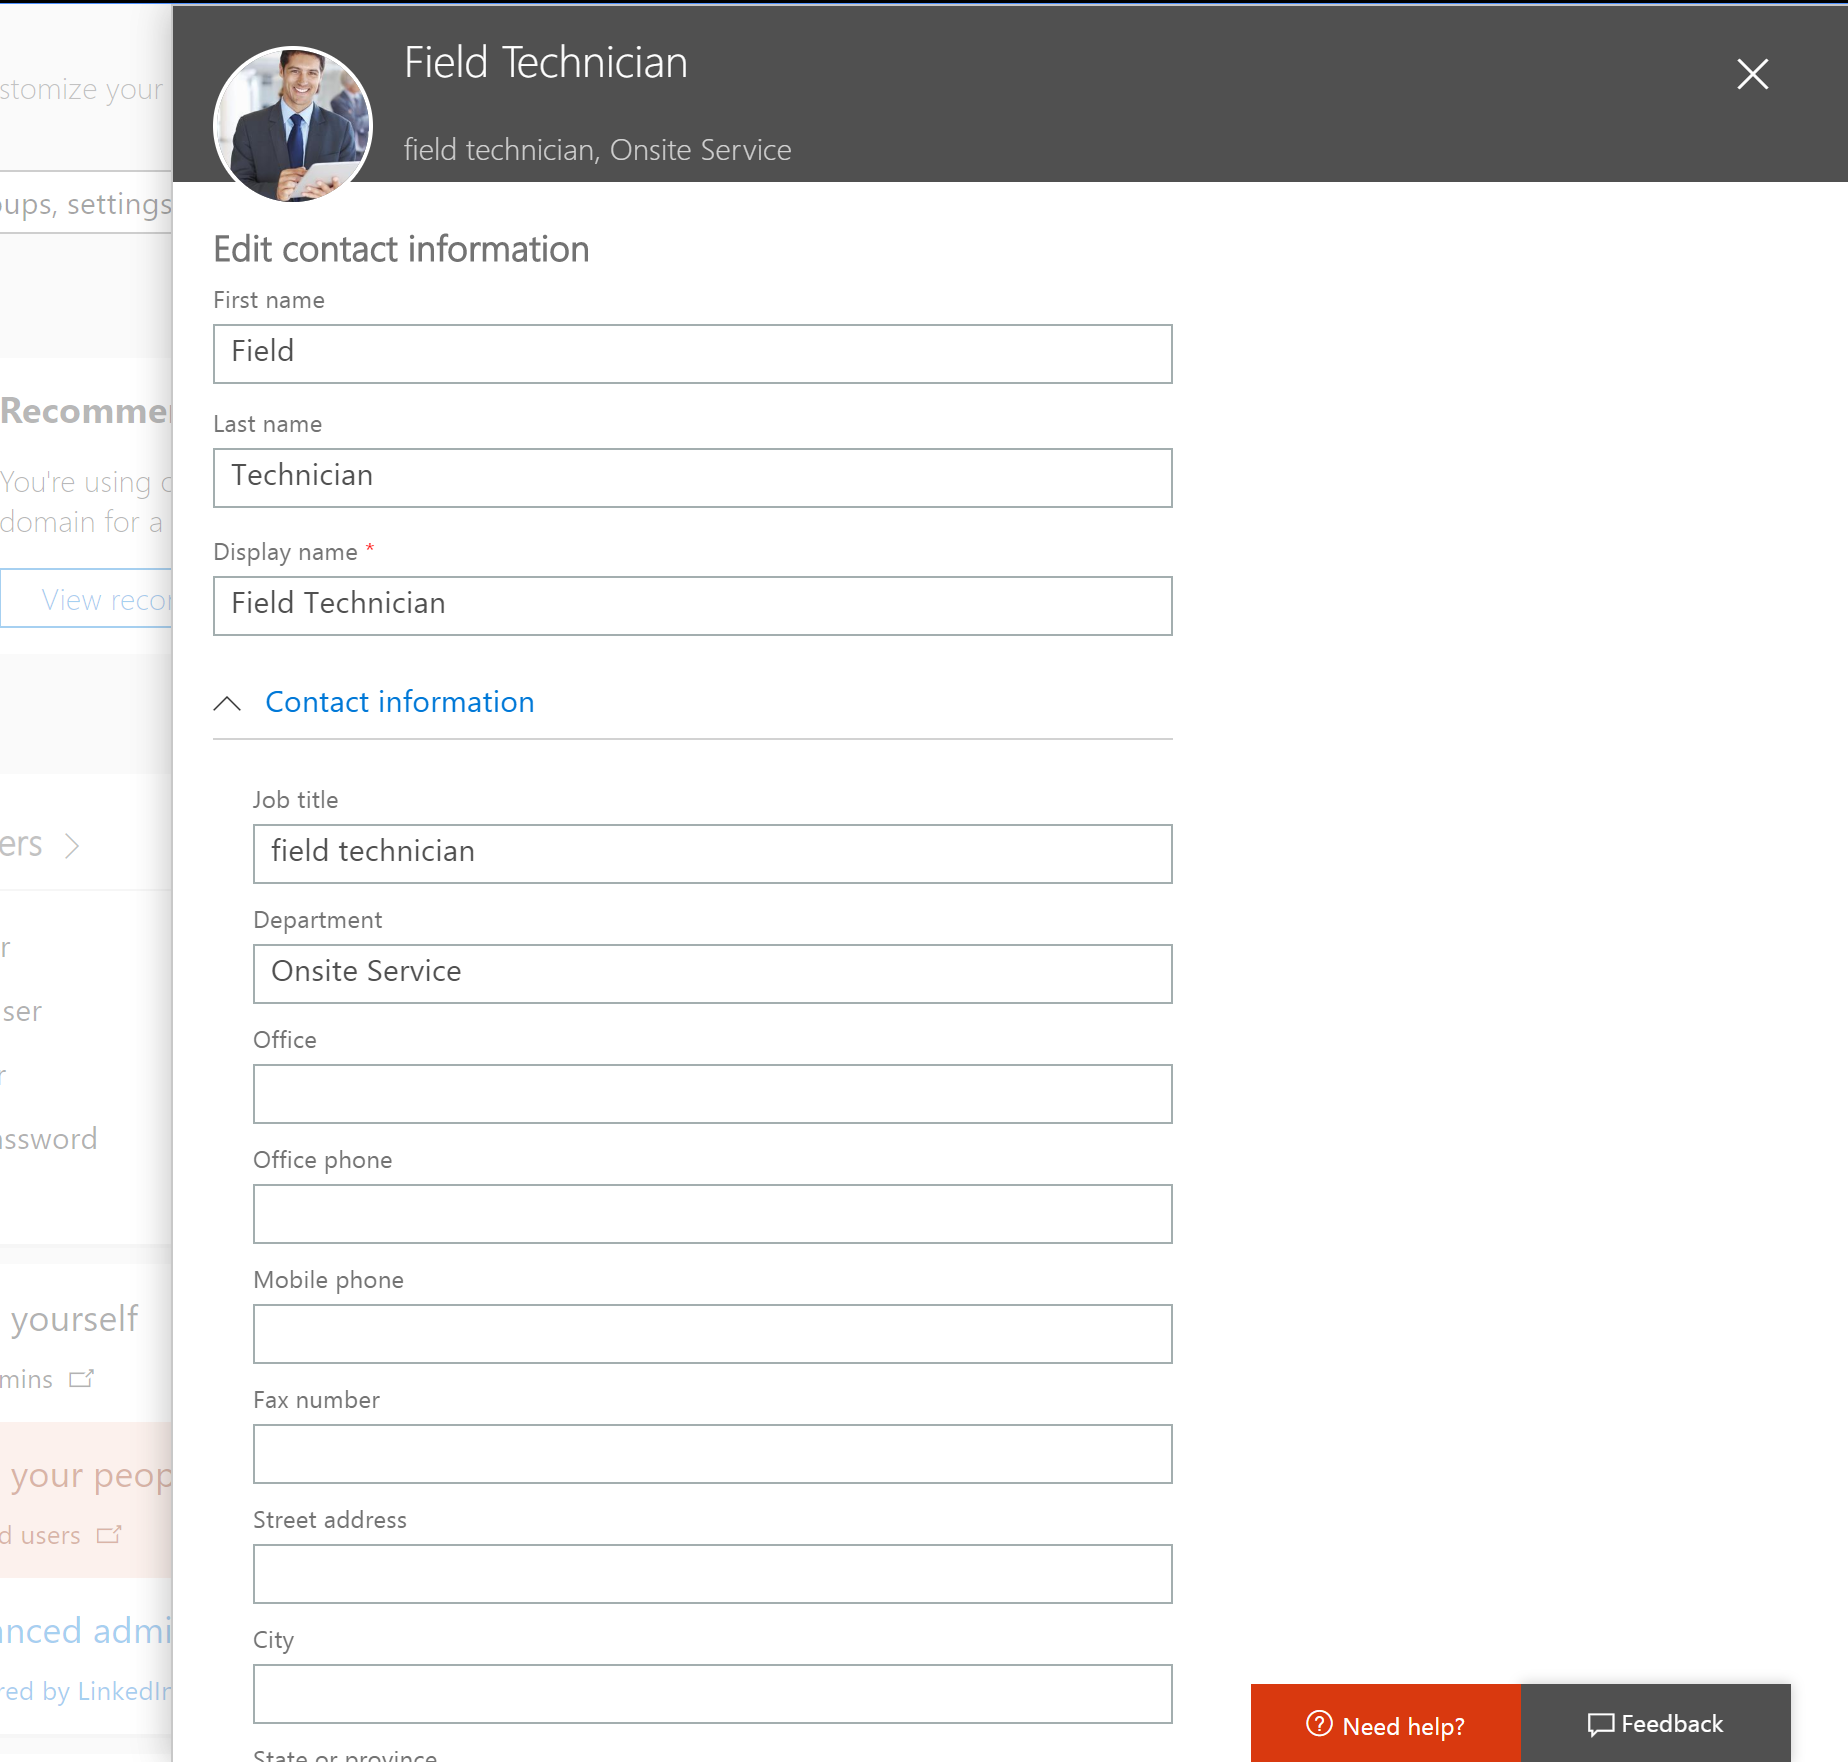 Field Technician
field technician, Onsite Service
stomize your
ups, settings
Edit contact information
First name
Field
Last name
Technician
Display name *
Field Technician
You're using
domain for a
View
Contact information
Job title
field technician
Department
Onsite Service
Office
Office phone
Mobile phone
Fax number
Street address
City
State or province
ers
r
ser
r
ssword
yourself
mins
your peop
d users
nced admi
red by LinkedIn
Need help?
Feedback